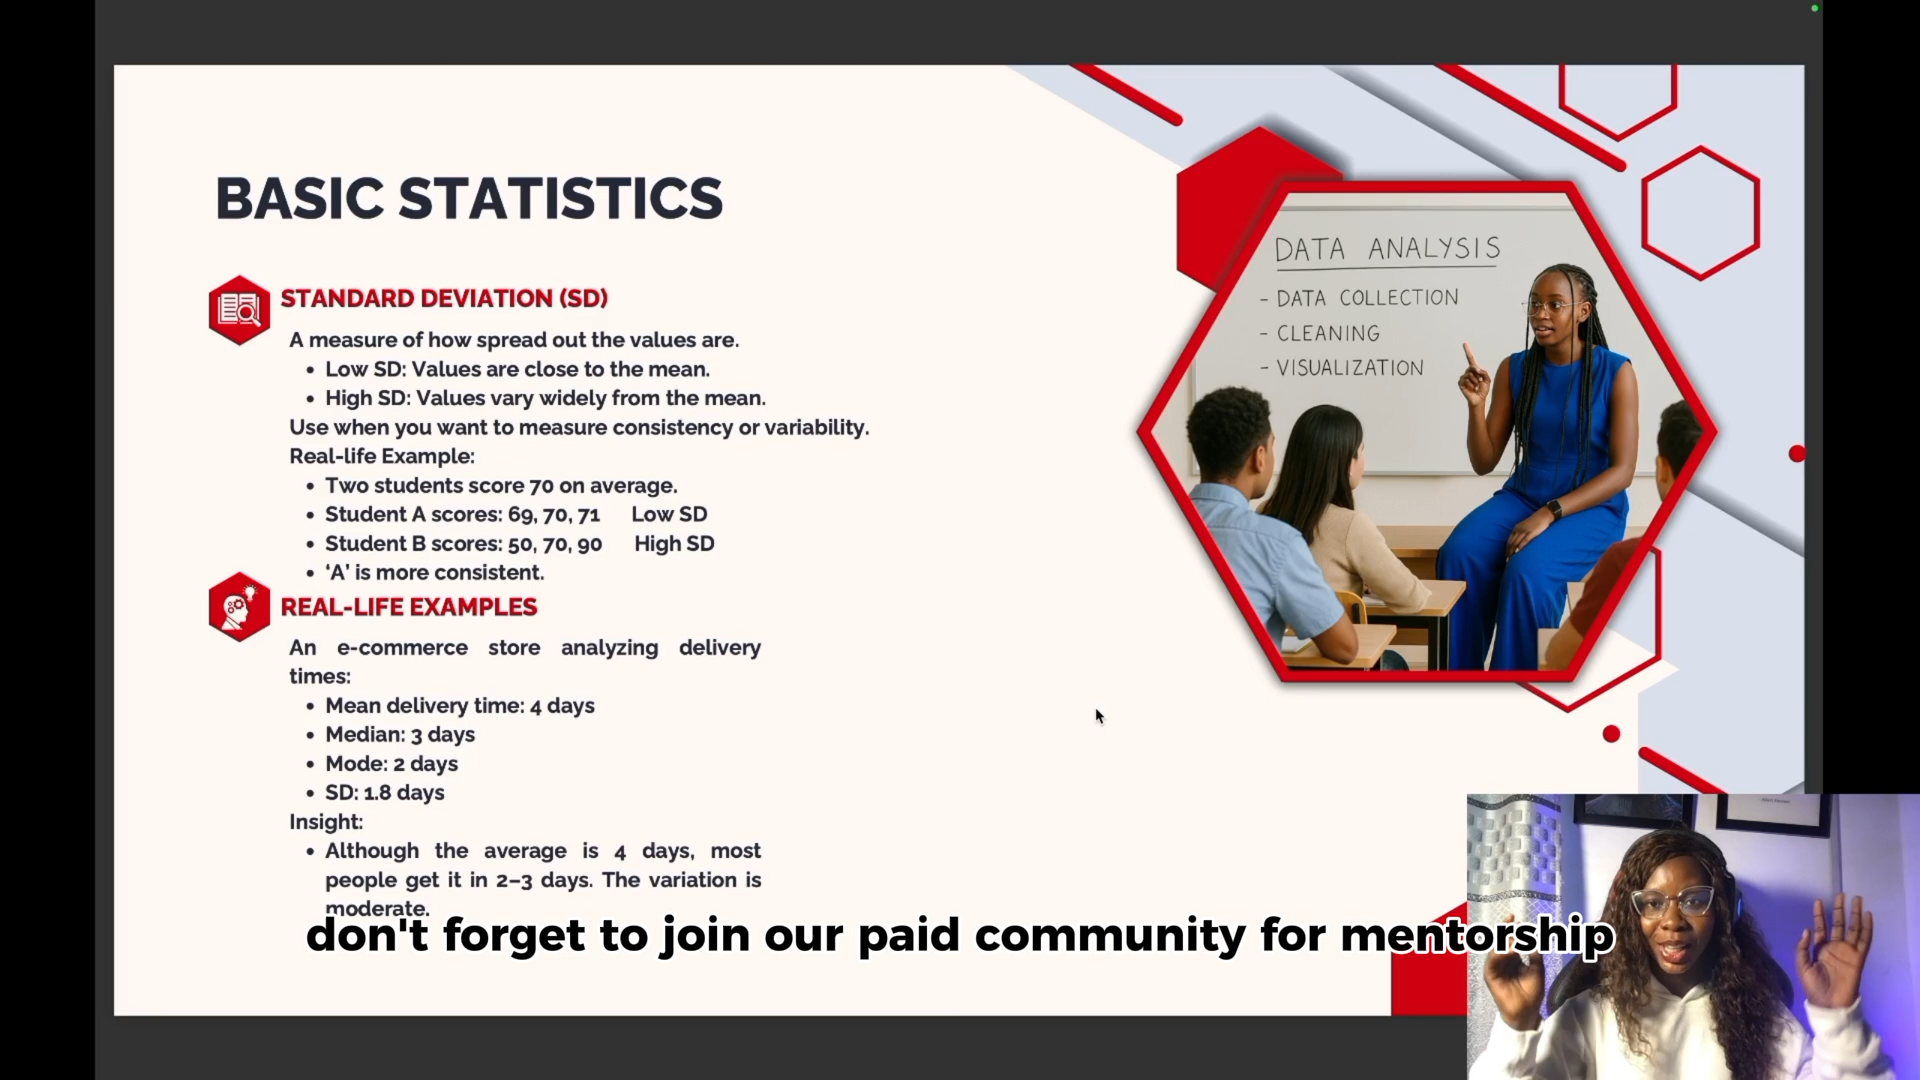 BASIC STATISTICS
STANDARD DEVIATION (SD)
A measure of how spread out the values are.
• Low SD: Values are close to the mean.
• High SD: Values vary widely from the mean.
Use when you want to measure consistency or variability.
Real-life Example:
• Two students score 70 on average.
• Student A scores: 69, 70, 71 Low SD
• Student B scores: 50, 70, 90 High SD
• ‘A’ is more consistent.
REAL-LIFE EXAMPLES
An e-commerce store analyzing delivery
times:
• Mean delivery time: 4 days
• Median: 3 days
• Mode: 2 days
• SD: 1.8 days
Insight:
• Although the average is 4 days, most
people get it in 2–3 days. The variation is
moderate.
DATA ANALYSIS
- DATA COLLECTION
- CLEANING
- VISUALIZATION
don't forget to join our paid community for mentorship